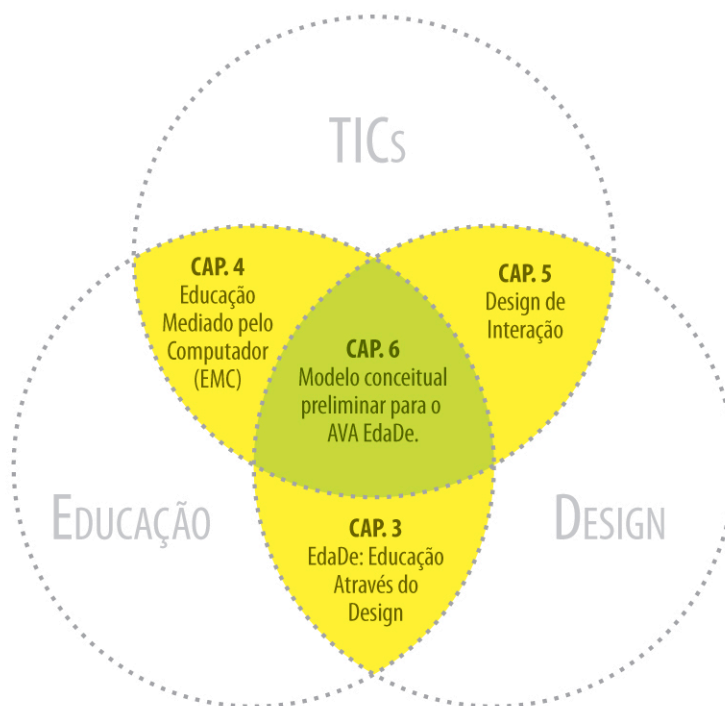 TICs
CAP. 4
Educação
Mediado pelo
Computador
(EMC)
CAP. 5
Design de
Interação
CAP. 6
Modelo conceitual
preliminar para o
AVA EdaDe.
EDUCAÇÃO
DESIGN
CAP. 3
EdaDe: Educação
Através do
Design